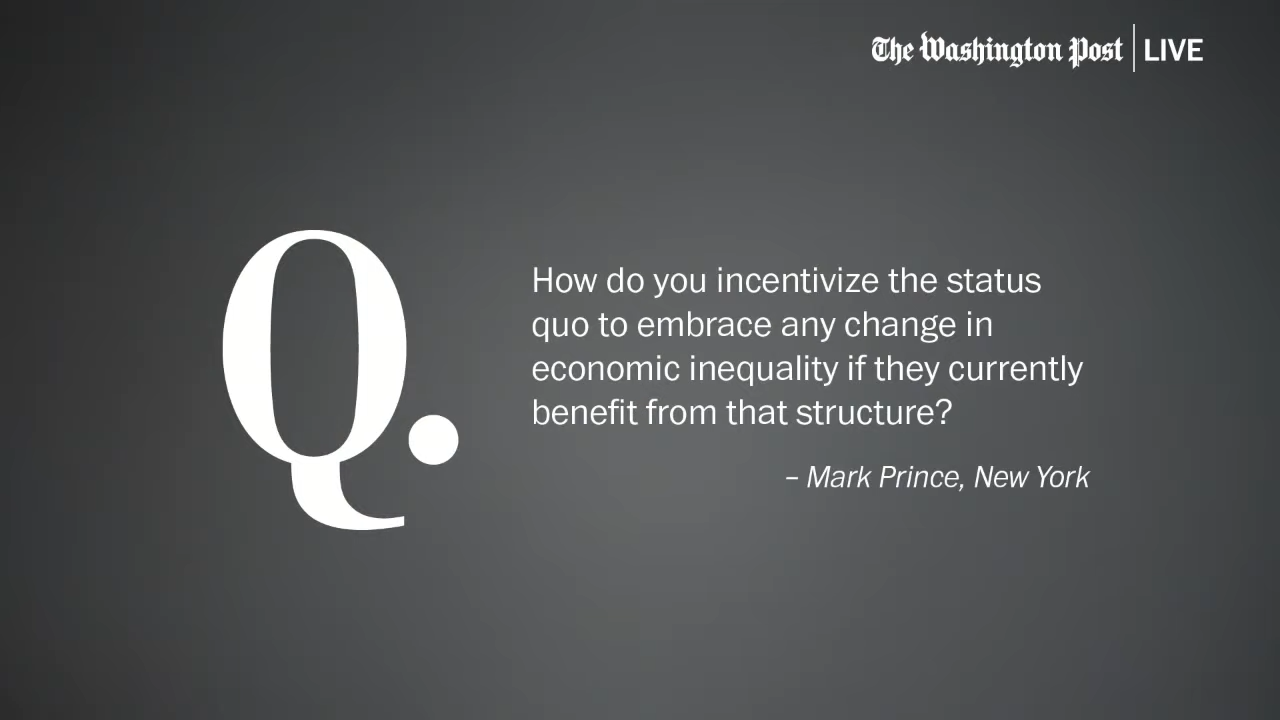 The Washington Post | LIVE
Q.
How do you incentivize the status
quo to embrace any change in
economic inequality if they currently
benefit from that structure?
– Mark Prince, New York